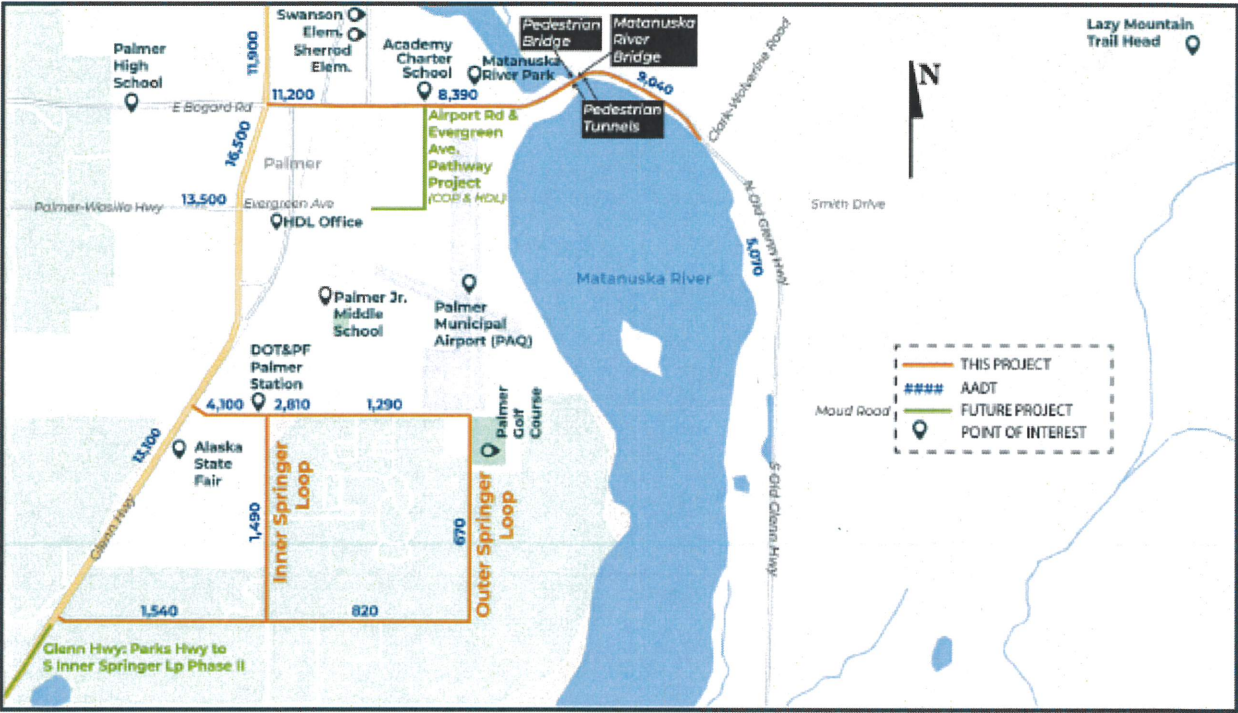 Swanson
Elem.
Sherrod
Elem.
Palmer
High
School
11,900
Academy
Charter
School
Matanuska
River Park
Pedestrian
Bridge
Matanuska
River
Bridge
Lazy Mountain
Trail Head
E Bogard Rd
11,200
8,390
9,040
Pedestrian
Tunnels
Clark-Wolverine Road
N
16,500
Palmer
Airport Rd &
Evergreen
Ave.
Pathway
Project
(COP & HDL)
Palmer-Wasilla Hwy
13,500
Evergreen Ave
HDL Office
N Old Glenn Hwy
Smith Drive
5,070
Matanuska River
Palmer Jr.
Middle
School
Palmer
Municipal
Airport (PAQ)
DOT&PF
Palmer
Station
4,100
2,810
1,290
Palmer
Golf
Course
13,100
Alaska
State
Fair
Glenn Hwy
1,490
Inner Springer
Loop
670
Outer Springer
Loop
1,540
820
Glenn Hwy: Parks Hwy to
S Inner Springer Lp Phase II
Maud Road
S Old Glenn Hwy
THIS PROJECT
#### AADT
FUTURE PROJECT
POINT OF INTEREST